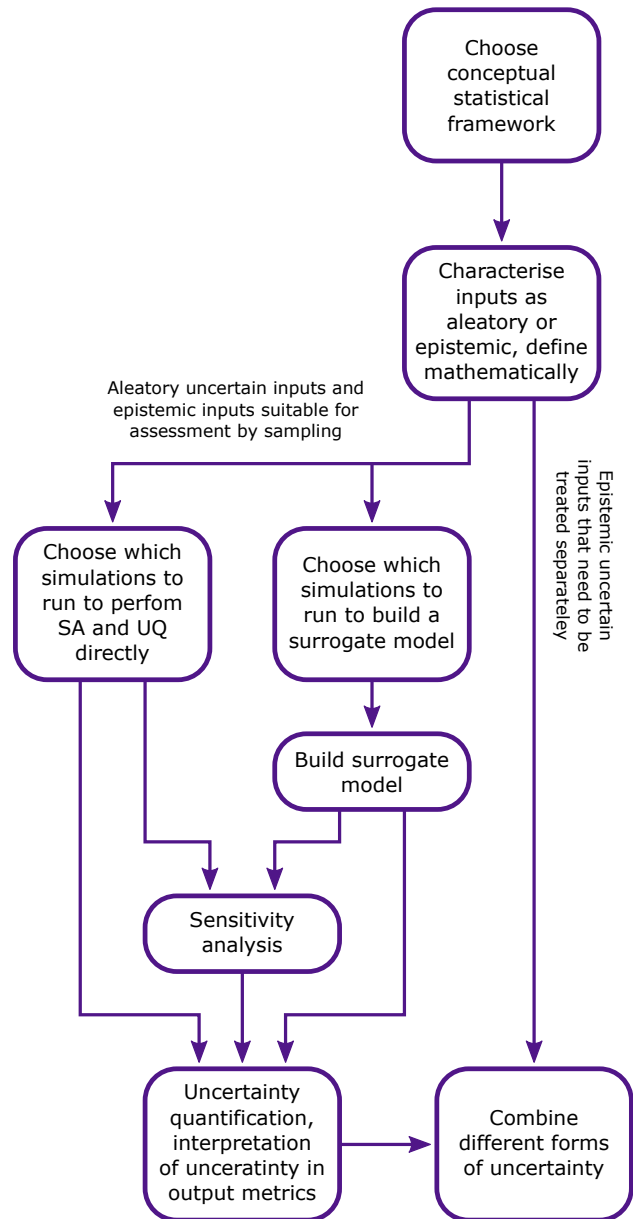 Choose
conceptual
statistical
framework
Characterise
inputs as
aleatory or
epistemic, define
mathematically
Aleatory uncertain inputs and
epistemic inputs suitable for
assessment by sampling
Epistemic uncertain
inputs that need to be
treated separateley
Choose which
simulations to
run to perfom
SA and UQ
directly
Choose which
simulations to
run to build a
surrogate model
Build surrogate
model
Sensitivity
analysis
Uncertainty
quantification,
interpretation
of unceratinty in
output metrics
Combine
different forms
of uncertainty